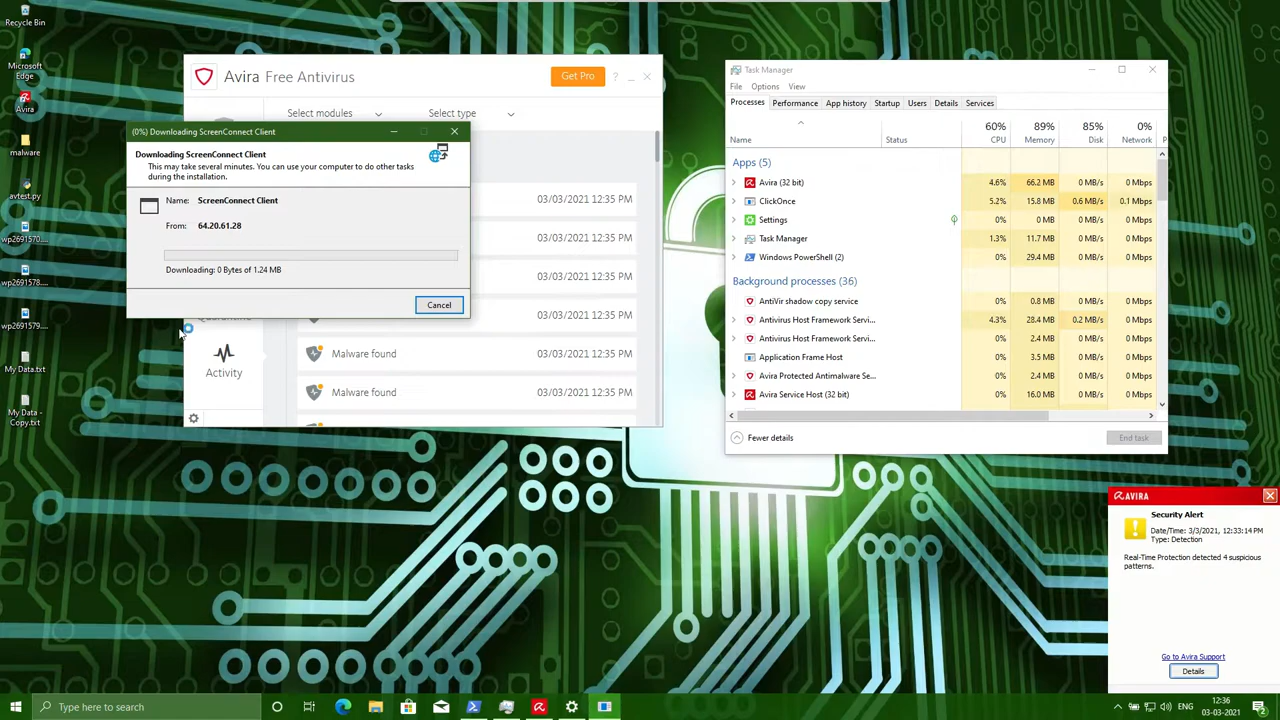 Recycle Bin
Microsoft
Edge
Avira
malware
avtest.py
wp2691570....
wp2691578....
wp2691579....
My Data.txt
My Data -
Copy.txt
Avira Free Antivirus
Get Pro
?
Select modules
Select type
03/03/2021 12:35 PM
03/03/2021 12:35 PM
03/03/2021 12:35 PM
03/03/2021 12:35 PM
Malware found 03/03/2021 12:35 PM
Malware found 03/03/2021 12:35 PM
Activity
(0%) Downloading ScreenConnect Client
Downloading ScreenConnect Client
This may take several minutes. You can use your computer to do other tasks
during the installation.
Name: ScreenConnect Client
From: 64.20.61.28
Downloading: 0 Bytes of 1.24 MB
Cancel
Task Manager
File Options View
Processes Performance App history Startup Users Details Services
60% 89% 85% 0%
Name Status CPU Memory Disk Network P
Apps (5)
Avira (32 bit) 4.6% 66.2 MB 0 MB/s 0 Mbps
ClickOnce 5.2% 15.8 MB 0.6 MB/s 0.1 Mbps
Settings 0% 0 MB 0 MB/s 0 Mbps
Task Manager 1.3% 11.7 MB 0 MB/s 0 Mbps
Windows PowerShell (2) 0% 29.4 MB 0 MB/s 0 Mbps
Background processes (36)
AntiVir shadow copy service 0% 0.8 MB 0 MB/s 0 Mbps
Antivirus Host Framework Servi... 4.3% 28.4 MB 0.2 MB/s 0 Mbps
Antivirus Host Framework Servi... 0% 2.4 MB 0 MB/s 0 Mbps
Application Frame Host 0% 3.5 MB 0 MB/s 0 Mbps
Avira Protected Antimalware Se... 0% 2.4 MB 0 MB/s 0 Mbps
Avira Service Host (32 bit) 0% 16.0 MB 0 MB/s 0 Mbps
Fewer details
End task
AVIRA
Security Alert
Date/Time: 3/3/2021, 12:33:14 PM
Type: Detection
Real-Time Protection detected 4 suspicious
patterns.
Go to Avira Support
Details
Type here to search
ENG
12:36
03-03-2021
2